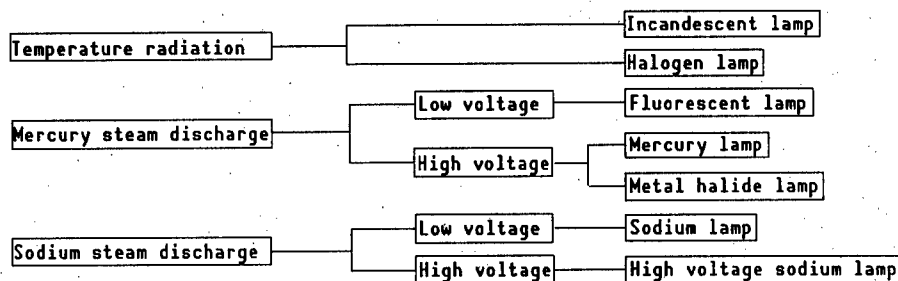 Incandescent lamp
Temperature radiation
Halogen lamp
Low voltage Fluorescent lamp
Mercury steam discharge
High voltage Mercury lamp
Metal halide lamp
Low voltage Sodium lamp
Sodium steam discharge
High voltage High voltage sodium lamp